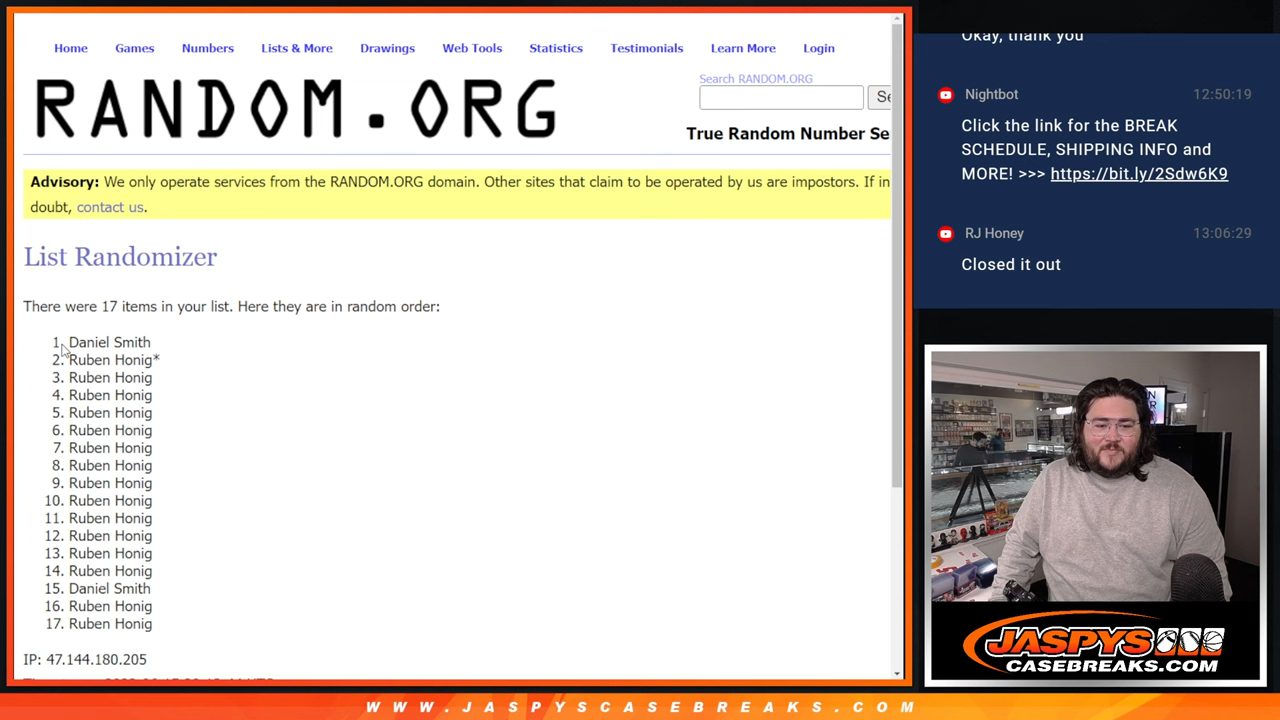 Home Games Numbers Lists & More Drawings Web Tools Statistics Testimonials Learn More Login
RANDOM.ORG
Search RANDOM.ORG
True Random Number
Advisory: We only operate services from the RANDOM.ORG domain. Other sites that claim to be operated by us are impostors. If in
doubt, contact us.
List Randomizer
There were 17 items in your list. Here they are in random order:
1. Daniel Smith
2. Ruben Honig*
3. Ruben Honig
4. Ruben Honig
5. Ruben Honig
6. Ruben Honig
7. Ruben Honig
8. Ruben Honig
9. Ruben Honig
10. Ruben Honig
11. Ruben Honig
12. Ruben Honig
13. Ruben Honig
14. Ruben Honig
15. Daniel Smith
16. Ruben Honig
17. Ruben Honig
IP: 47.144.180.205
Okay, thank you
Nightbot 12:50:19
Click the link for the BREAK
SCHEDULE, SHIPPING INFO and
MORE! >>> https://bit.ly/2Sdw6K9
RJ Honey 13:06:29
Closed it out
JASPYS
CASEBREAKS.COM
WWW.JASPYSCASEBREAKS.COM